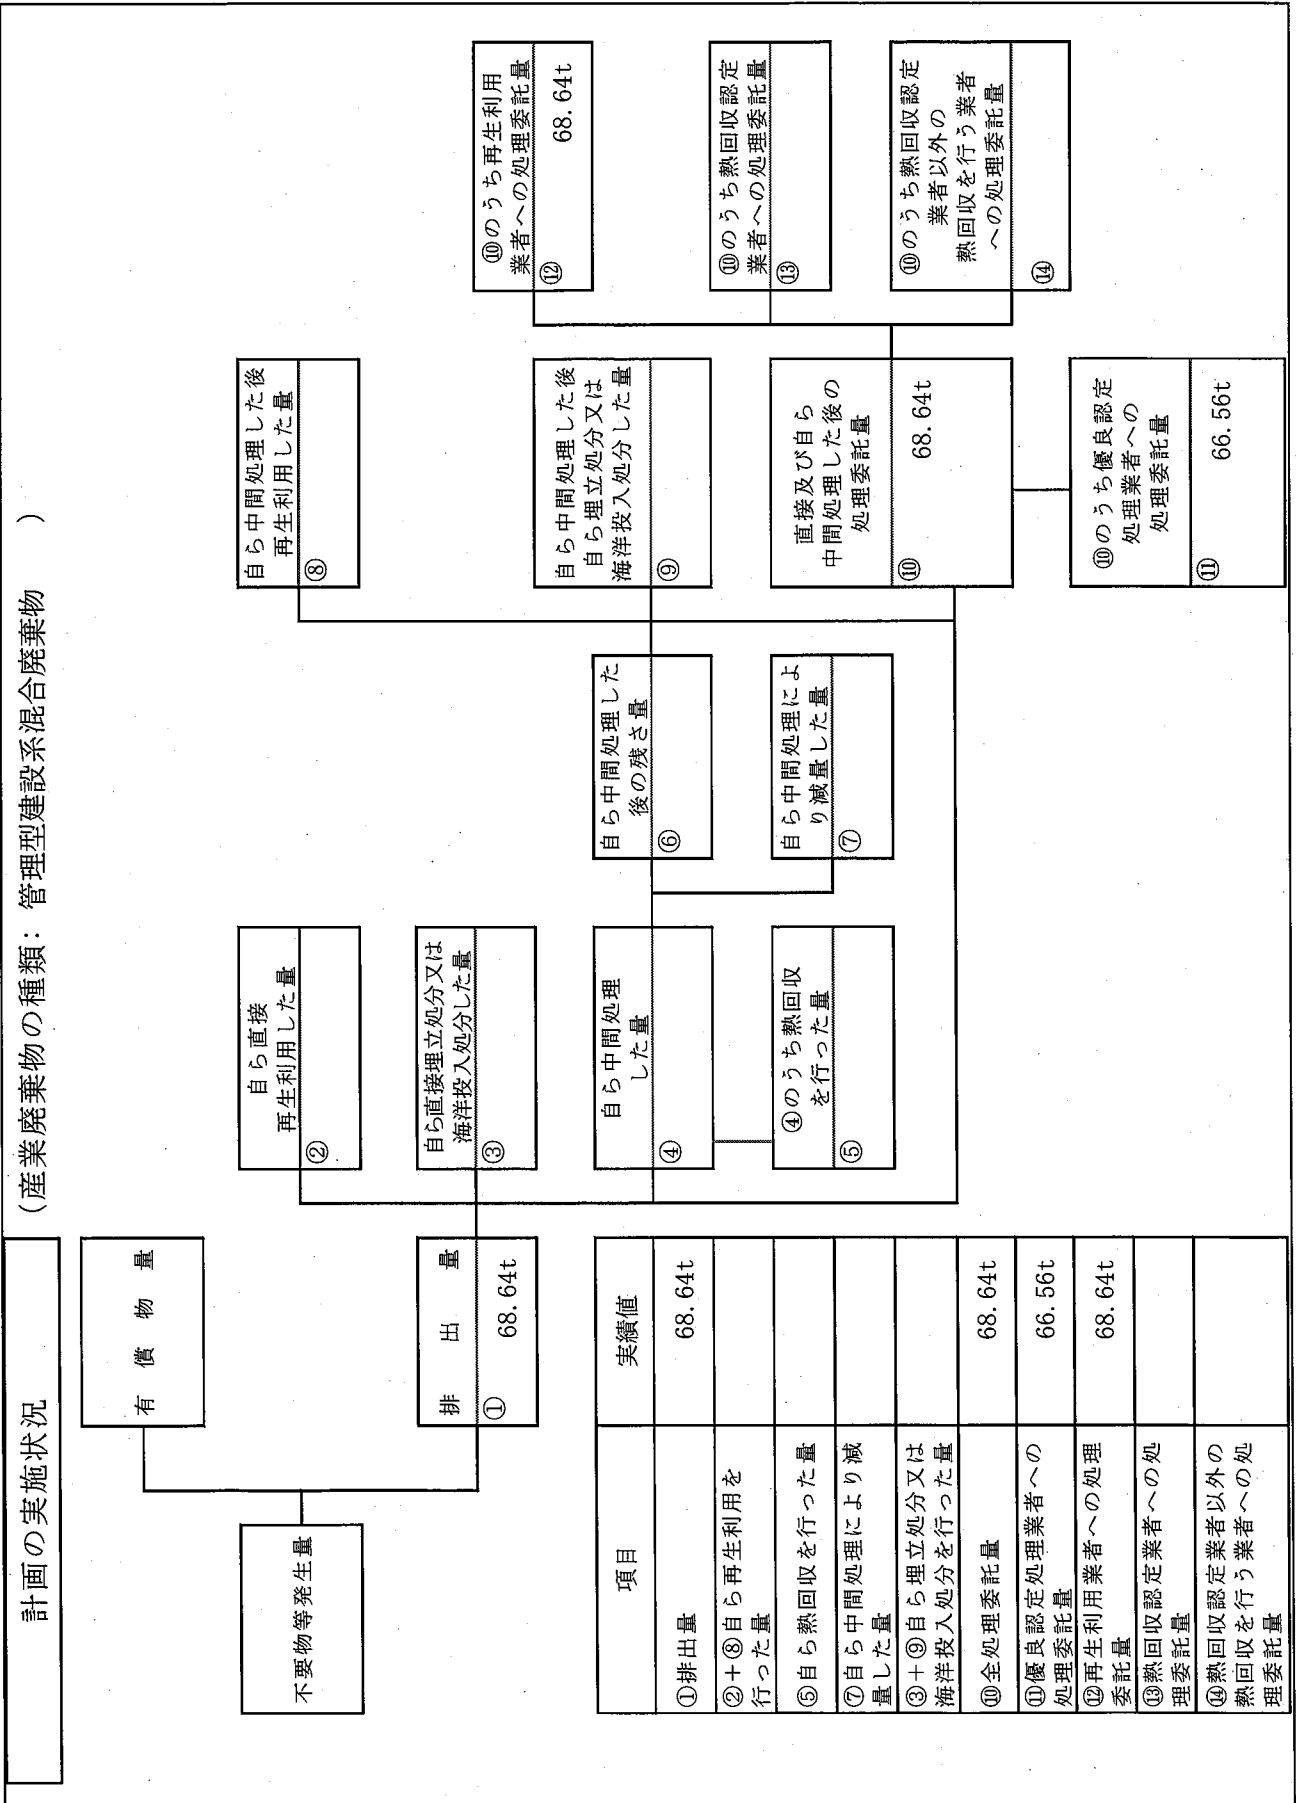 計画の実施状況
(産業廃棄物の種類: 管理型建設系混合廃棄物 )
不要物等発生量
有償物量
排出量
① 68.64t
自ら直接
再生利用した量
②
自ら直接埋立処分又は
海洋投入処分した量
③
自ら中間処理
した量
④
④のうち熱回収
を行った量
⑤
自ら中間処理した
後の残さ量
⑥
自ら中間処理によ
り減量した量
⑦
自ら中間処理した後
再生利用した量
⑧
自ら中間処理した後
自ら埋立処分又は
海洋投入処分した量
⑨
直接及び自ら
中間処理した後の
処理委託量
⑩ 68.64t
⑩のうち優良認定
処理業者への
処理委託量
⑪ 66.56t
⑩のうち再生利用
業者への処理委託量
⑫ 68.64t
⑩のうち熱回収認定
業者への処理委託量
⑬
⑩のうち熱回収認定
業者以外の
熱回収を行う業者
への処理委託量
⑭
項目 実績値
①排出量 68.64t
②+⑧自ら再生利用を
行った量
⑤自ら熱回収を行った量
⑦自ら中間処理により減
量した量
③+⑨自ら埋立処分又は
海洋投入処分を行った量
⑩全処理委託量 68.64t
⑪優良認定処理業者への
処理委託量 66.56t
⑫再生利用業者への処理
委託量 68.64t
⑬熱回収認定業者への処
理委託量
⑭熱回収認定業者以外の
熱回収を行う業者への処
理委託量